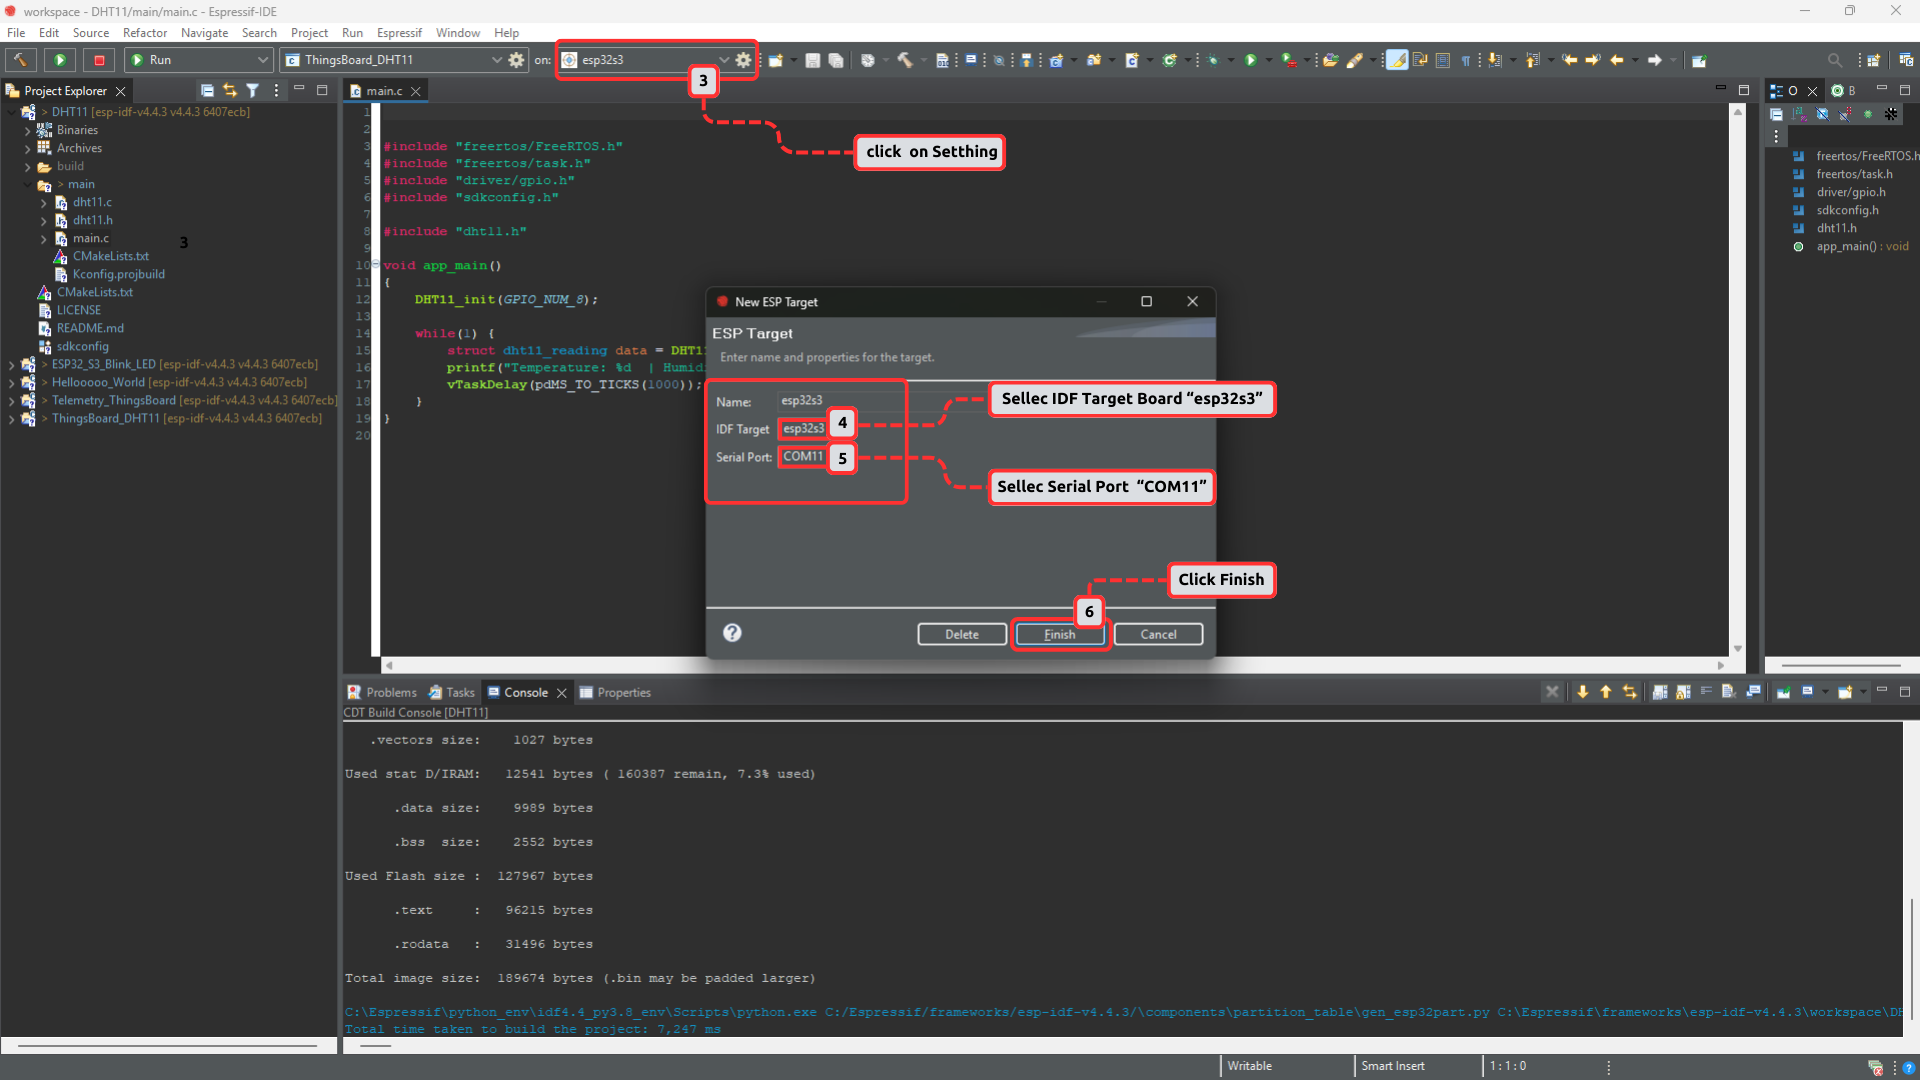 workspace - DHT11/main/main.c - Espressif-IDE
File Edit Source Refactor Navigate Search Project Run Espressif Window Help
Run ThingsBoard_DHT11 on: esp32s3
3
click on Setthing
Project Explorer
DHT11 [esp-idf-v4.4.3 v4.4.3 6407ecb]
Binaries
Archives
build
> main
dht11.c
dht11.h
main.c
3
CMakeLists.txt
Kconfig.projbuild
CMakeLists.txt
LICENSE
README.md
sdkconfig
> ESP32_S3_Blink_LED [esp-idf-v4.4.3 v4.4.3 6407ecb]
> Helloooooo_World [esp-idf-v4.4.3 v4.4.3 6407ecb]
> Telemetry_ThingsBoard [esp-idf-v4.4.3 v4.4.3 6407ecb]
> ThingsBoard_DHT11 [esp-idf-v4.4.3 v4.4.3 6407ecb]
main.c
1
2
3 #include "freertos/FreeRTOS.h"
4 #include "freertos/task.h"
5 #include "driver/gpio.h"
6 #include "sdkconfig.h"
7
8 #include "dht11.h"
9
10 void app_main()
11 {
12 DHT11_init(GPIO_NUM_8);
13
14 while(1) {
15 struct dht11_reading data = DHT1
16 printf("Temperature: %d | Humidi
17 vTaskDelay(pdMS_TO_TICKS(1000));
18 }
19 }
20
New ESP Target
ESP Target
Enter name and properties for the target.
Name: esp32s3
IDF Target esp32s3
4
Serial Port: COM11
5
Sellec IDF Target Board “esp32s3”
Sellec Serial Port “COM11”
Click Finish
6
Delete Finish Cancel
O B
freertos/FreeRTOS.h
freertos/task.h
driver/gpio.h
sdkconfig.h
dht11.h
app_main() : void
Problems Tasks Console Properties
CDT Build Console [DHT11]
.vectors size: 1027 bytes
Used stat D/IRAM: 12541 bytes ( 160387 remain, 7.3% used)
.data size: 9989 bytes
.bss size: 2552 bytes
Used Flash size : 127967 bytes
.text : 96215 bytes
.rodata : 31496 bytes
Total image size: 189674 bytes (.bin may be padded larger)
C:\Espressif\python_env\idf4.4_py3.8_env\Scripts\python.exe C:/Espressif/frameworks/esp-idf-v4.4.3/\components\partition_table\gen_esp32part.py C:\Espressif\frameworks\esp-idf-v4.4.3\workspace\DH
Total time taken to build the project: 7,247 ms
Writable Smart Insert 1 : 1 : 0